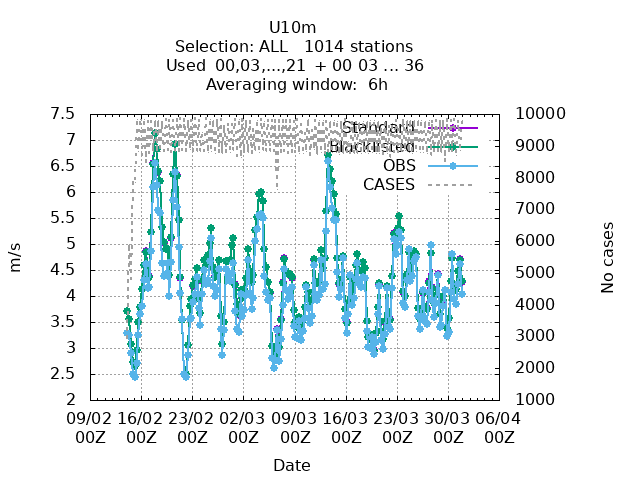 U10m
Selection: ALL   1014 stations
Used  00,03,...,21  + 00 03 ... 36
Averaging window:  6h
7.5
7
6.5
6
5.5
5
4.5
4
3.5
3
2.5
2
m/s
10000
9000
8000
7000
6000
5000
4000
3000
2000
1000
No cases
Standard
Blacklisted
OBS
CASES
09/02 16/02 23/02 02/03 09/03 16/03 23/03 30/03 06/04
00Z 00Z 00Z 00Z 00Z 00Z 00Z 00Z 00Z
Date